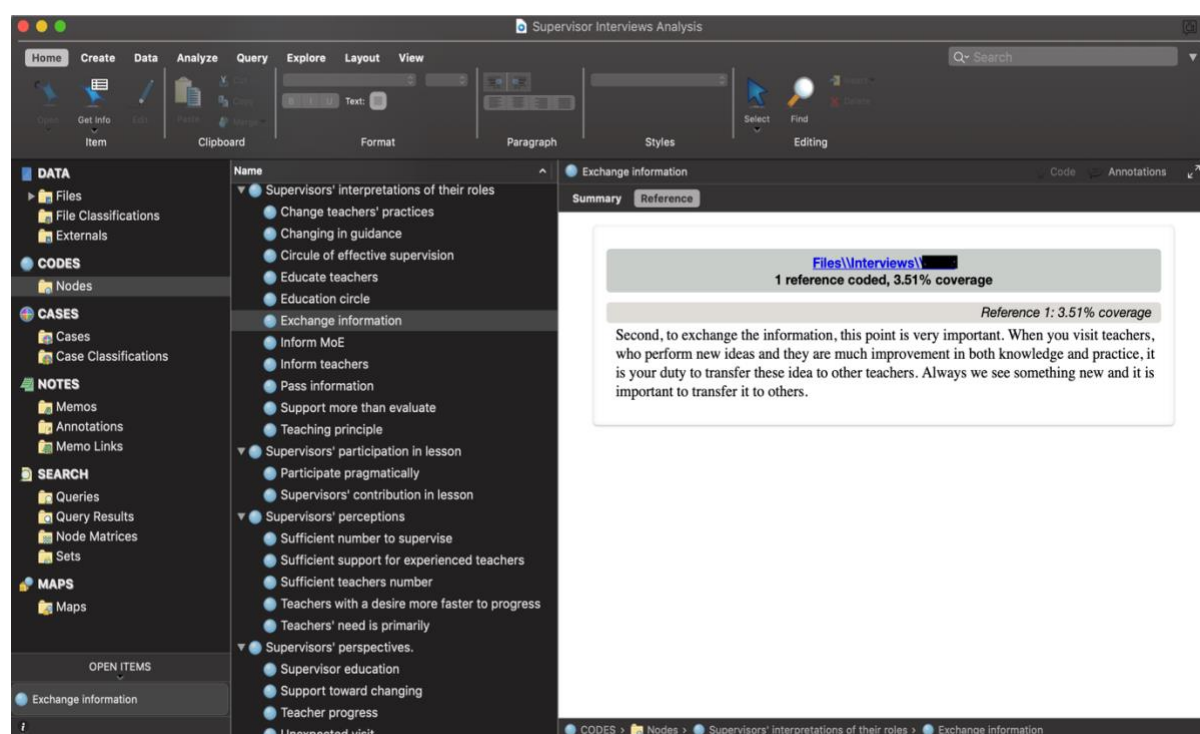 Supervisor Interviews Analysis
Home Create Data Analyze Query Explore Layout View
Q Search
Open Get Info Edit Paste Cut Copy Merge B I U Text: Select Find Insert Delete
Item Clipboard Format Paragraph Styles Editing
DATA
Files
File Classifications
Externals
CODES
Nodes
CASES
Cases
Case Classifications
NOTES
Memos
Annotations
Memo Links
SEARCH
Queries
Query Results
Node Matrices
Sets
MAPS
Maps
OPEN ITEMS
Exchange information
Name
Supervisors' interpretations of their roles
Change teachers' practices
Changing in guidance
Circule of effective supervision
Educate teachers
Education circle
Exchange information
Inform MoE
Inform teachers
Pass information
Support more than evaluate
Teaching principle
Supervisors' participation in lesson
Participate pragmatically
Supervisors' contribution in lesson
Supervisors' perceptions
Sufficient number to supervise
Sufficient support for experienced teachers
Sufficient teachers number
Teachers with a desire more faster to progress
Teachers' need is primarily
Supervisors' perspectives.
Supervisor education
Support toward changing
Teacher progress
Unexpected visit
Exchange information Code Annotations
Summary Reference
Files\\Interviews\\
1 reference coded, 3.51% coverage
Reference 1: 3.51% coverage
Second, to exchange the information, this point is very important. When you visit teachers,
who perform new ideas and they are much improvement in both knowledge and practice, it
is your duty to transfer these idea to other teachers. Always we see something new and it is
important to transfer it to others.
CODES > Nodes > Supervisors' interpretations of their roles > Exchange information